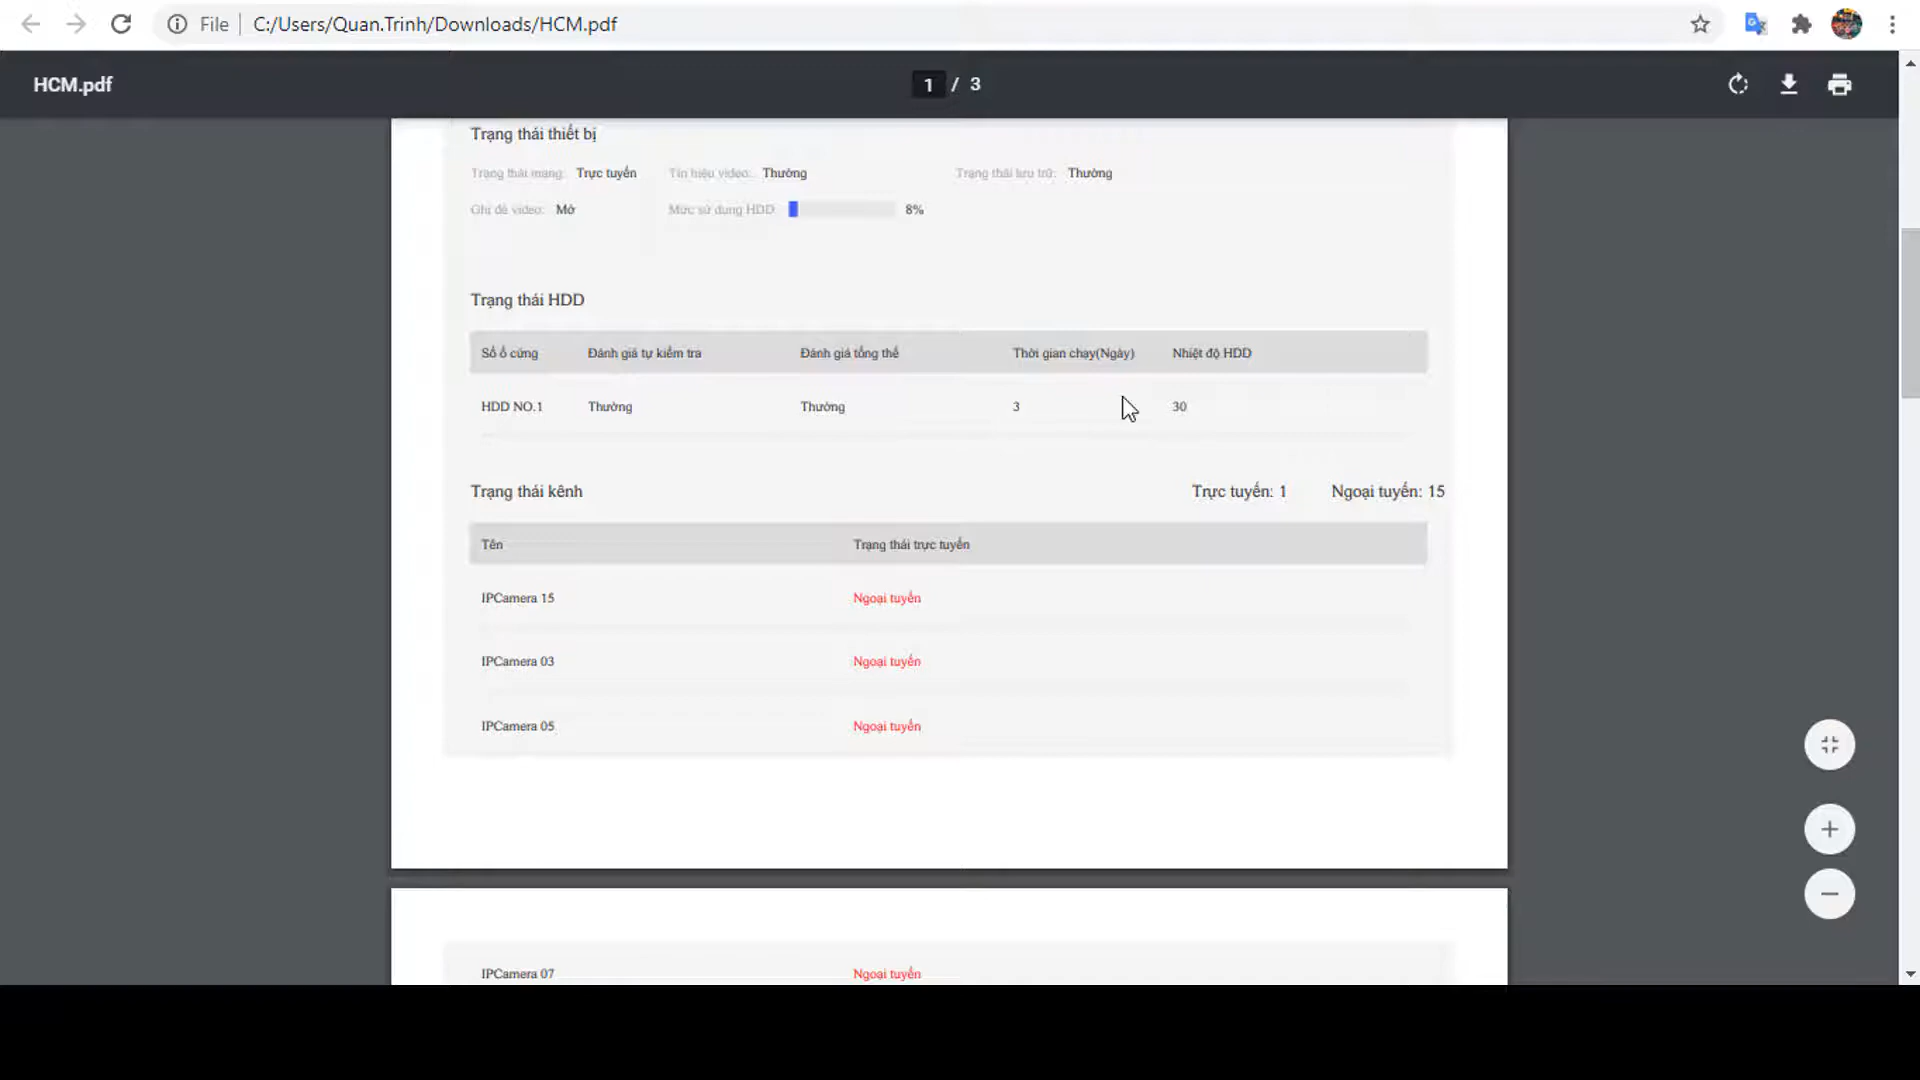 File C:/Users/Quan.Trinh/Downloads/HCM.pdf
HCM.pdf 1 / 3
Trạng thái thiết bị
Trạng thái mạng: Trực tuyến Tín hiệu video: Thường Trạng thái lưu trữ: Thường
Ghi đè video: Mở Mức sử dụng HDD 8%
Trạng thái HDD
Số ổ cứng Đánh giá tự kiểm tra Đánh giá tổng thể Thời gian chạy(Ngày) Nhiệt độ HDD
HDD NO.1 Thường Thường 3 30
Trạng thái kênh Trực tuyến: 1 Ngoại tuyến: 15
Tên Trạng thái trực tuyến
IPCamera 15 Ngoại tuyến
IPCamera 03 Ngoại tuyến
IPCamera 05 Ngoại tuyến
IPCamera 07 Ngoại tuyến